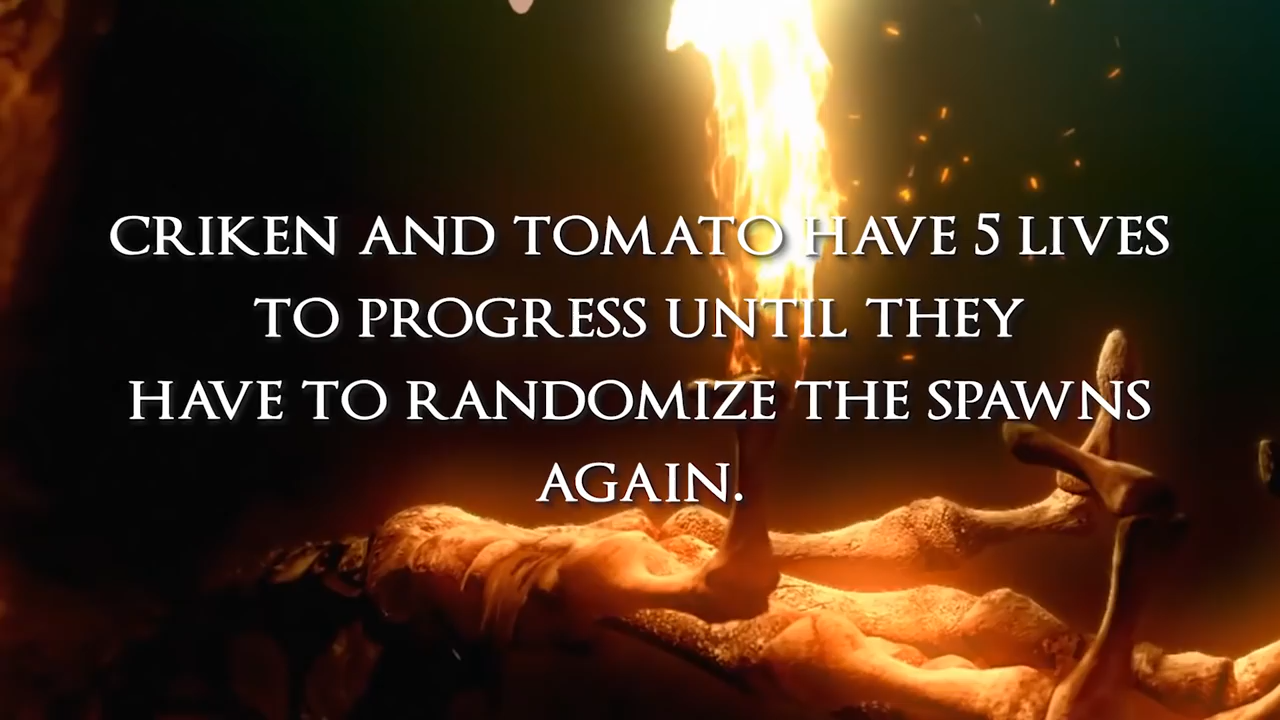 CRIKEN AND TOMATO HAVE 5 LIVES
TO PROGRESS UNTIL THEY
HAVE TO RANDOMIZE THE SPAWNS
AGAIN.